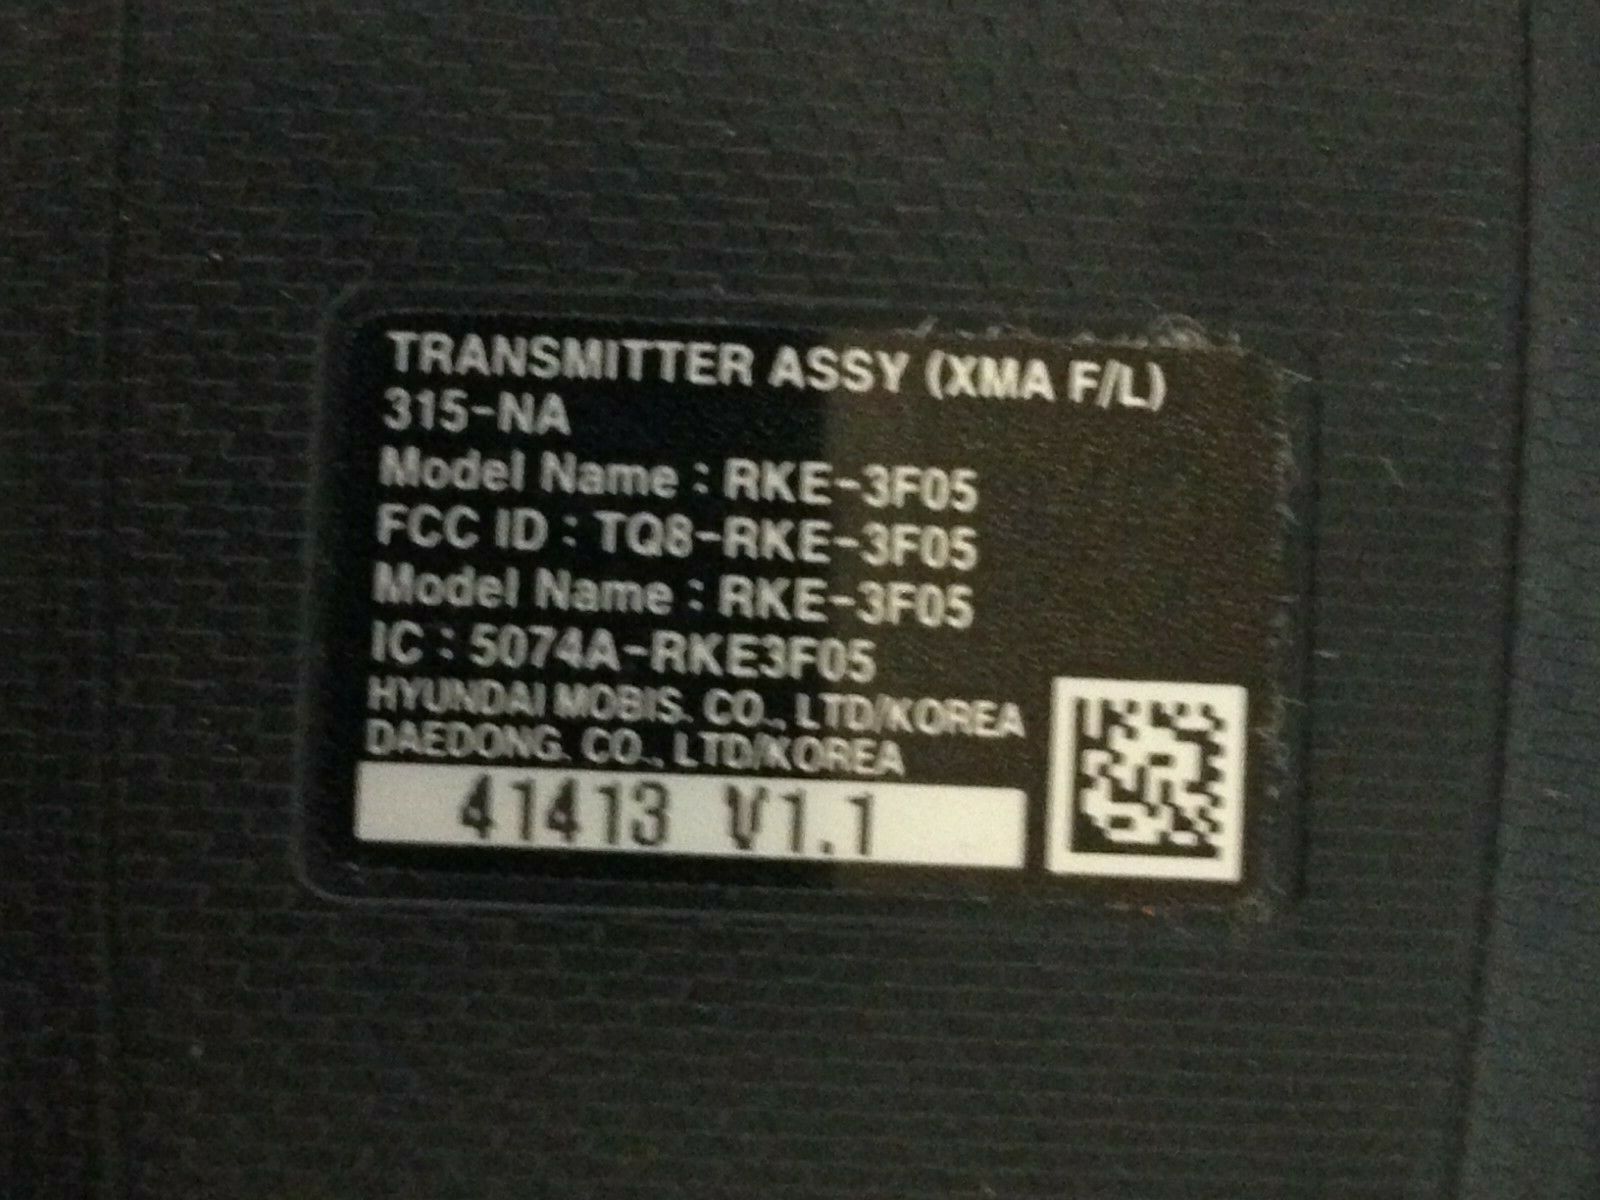 TRANSMITTER ASSY (XMA F/L)
315-NA
Model Name : RKE-3F05
FCC ID : TQ8-RKE-3F05
Model Name : RKE-3F05
IC : 5074A-RKE3F05
HYUNDAI MOBIS. CO., LTD/KOREA
DAEDONG. CO., LTD/KOREA
41413 V1.1